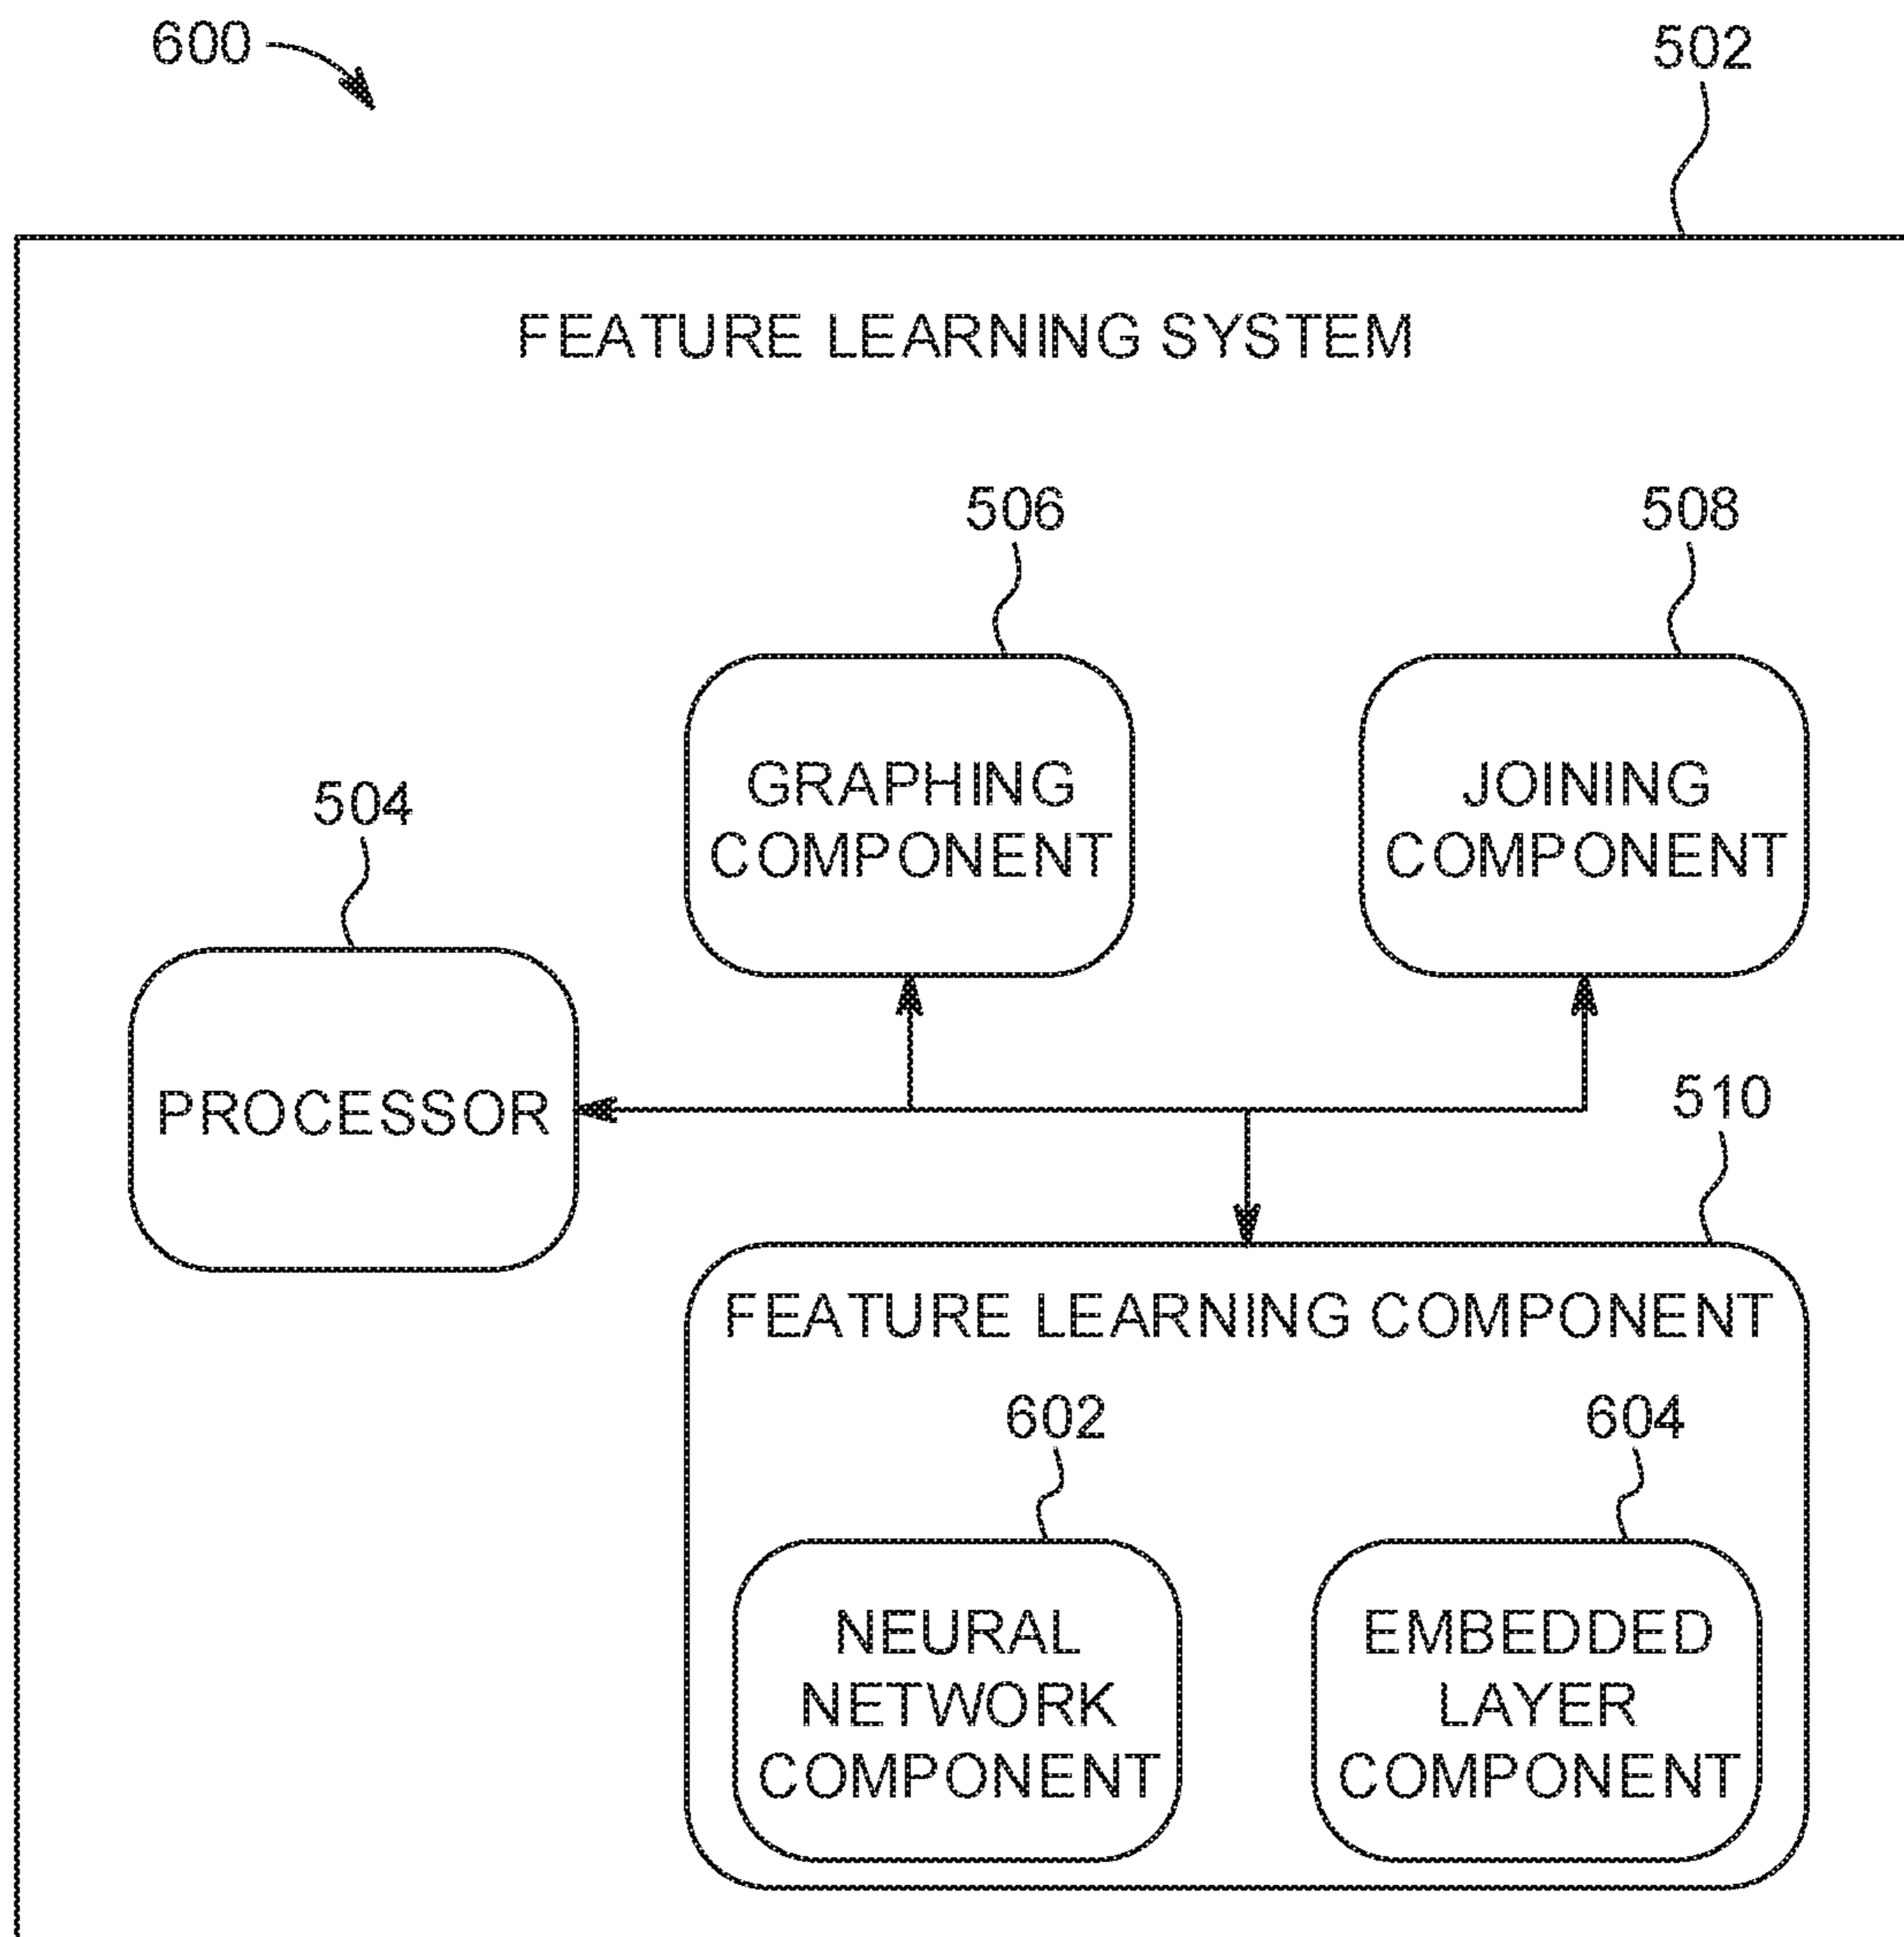 600
502
FEATURE LEARNING SYSTEM
506
508
GRAPHING
COMPONENT
JOINING
COMPONENT
504
PROCESSOR
510
FEATURE LEARNING COMPONENT
602
604
NEURAL
NETWORK
COMPONENT
EMBEDDED
LAYER
COMPONENT